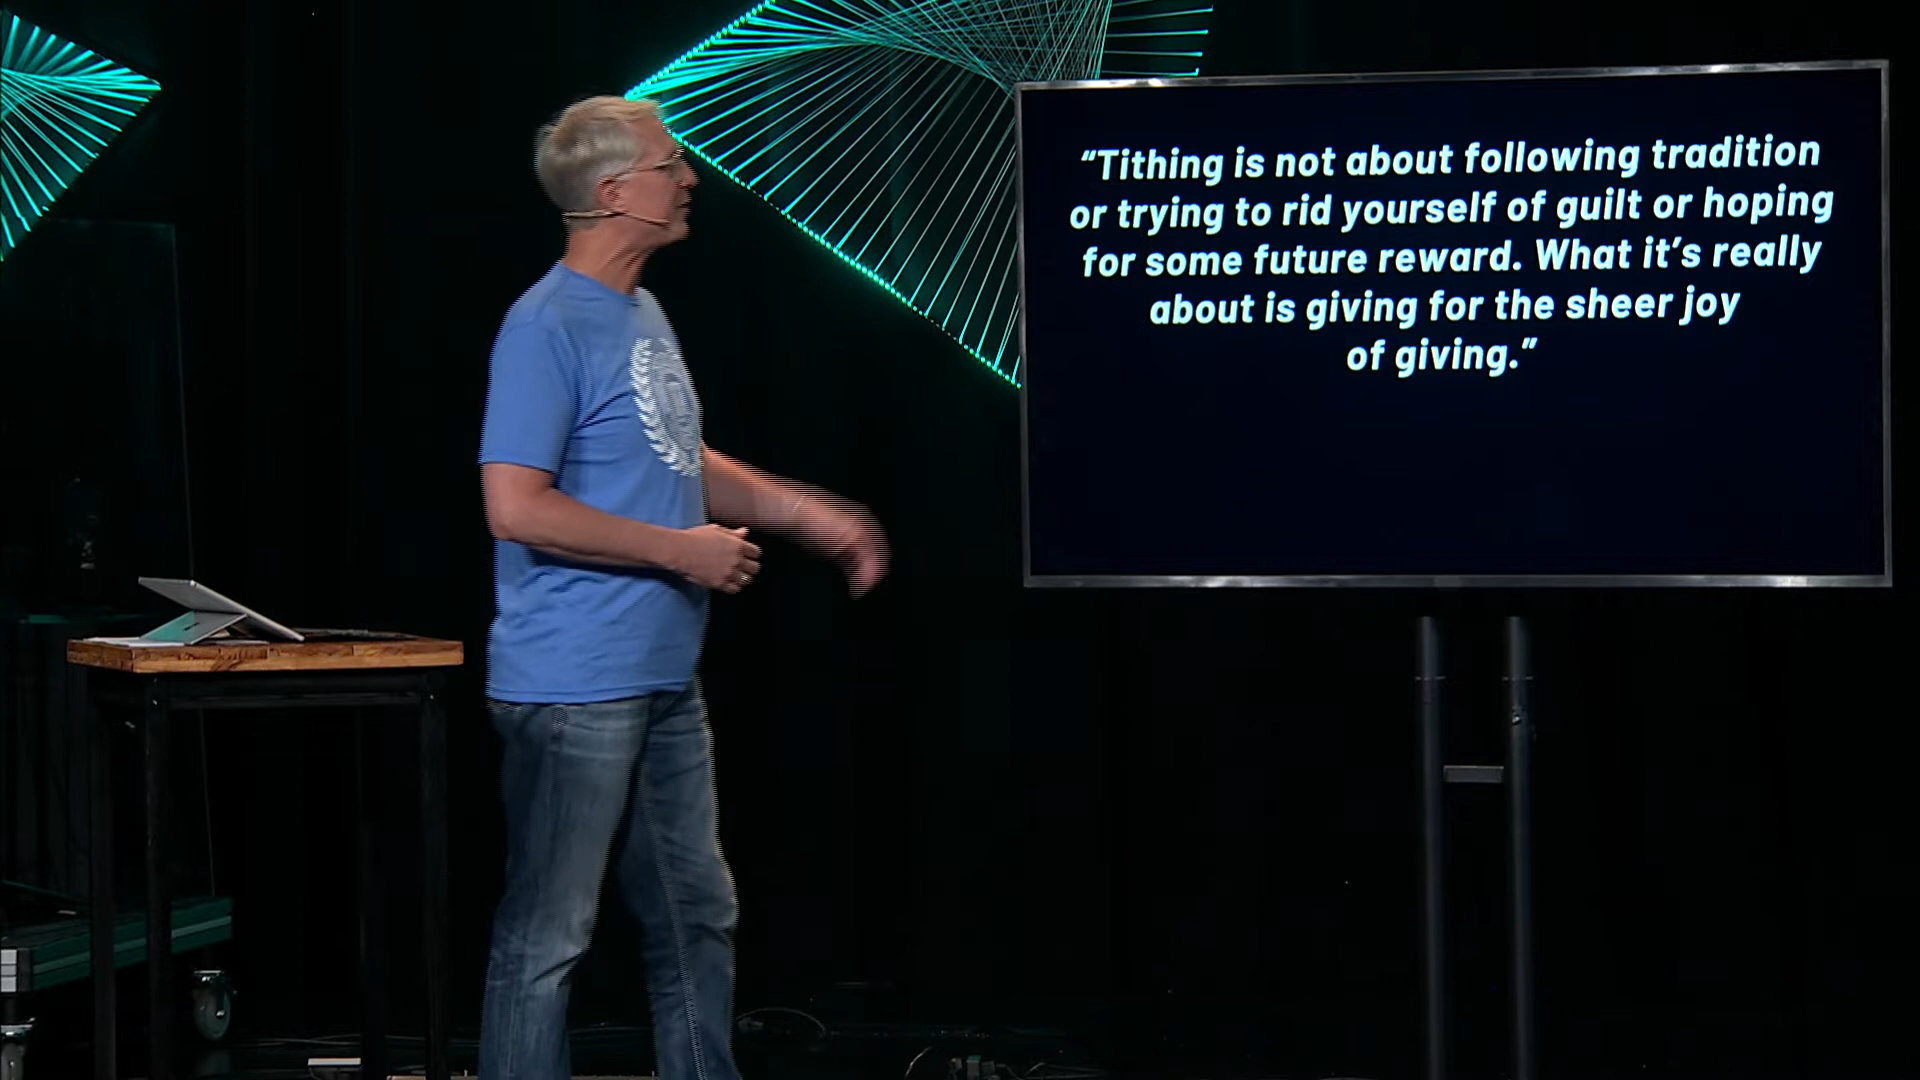 “Tithing is not about following tradition
or trying to rid yourself of guilt or hoping
for some future reward. What it’s really
about is giving for the sheer joy
of giving.”